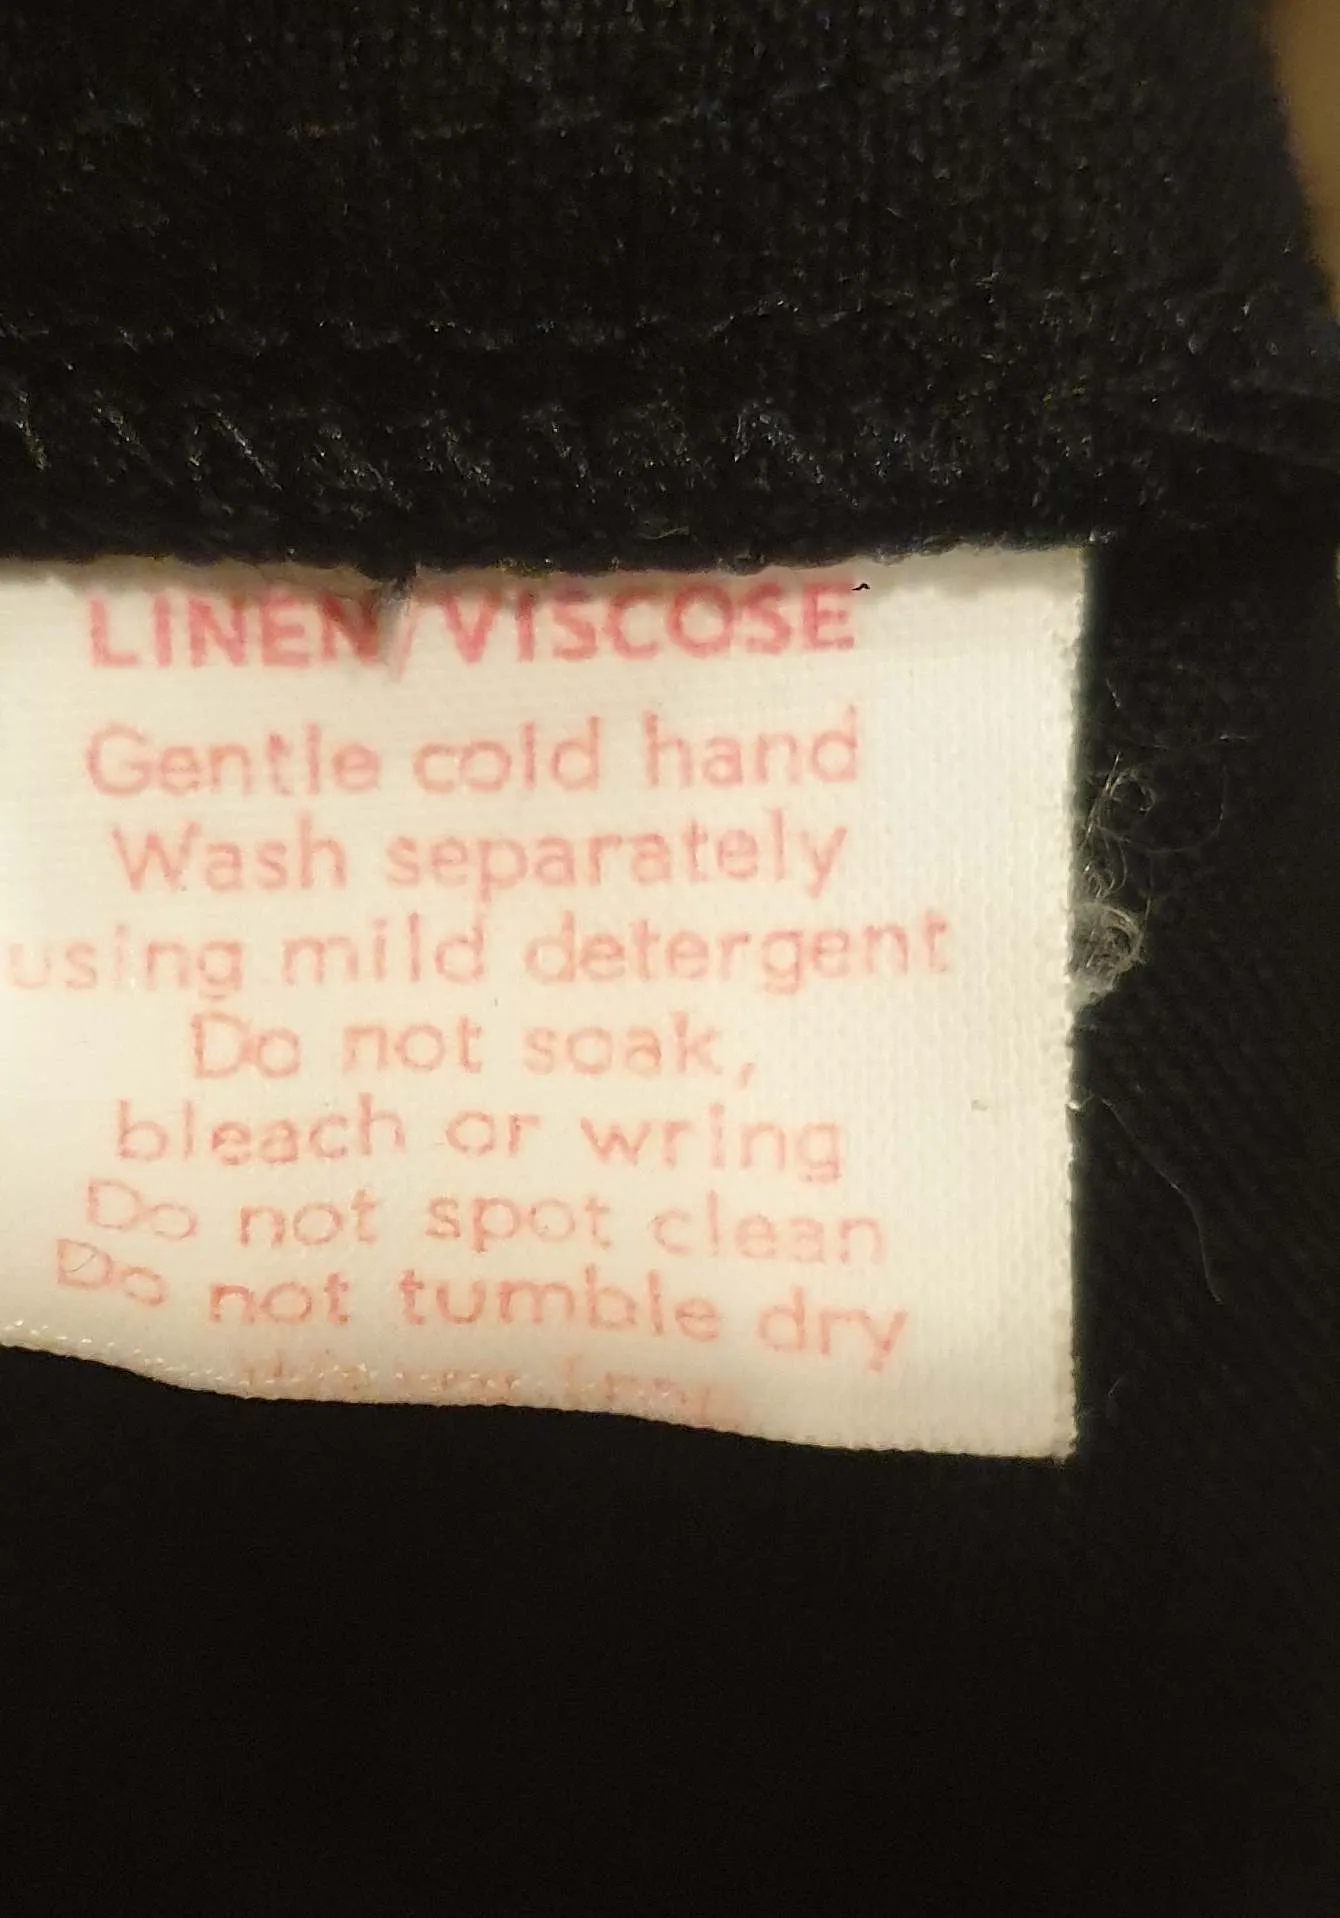 LINEN/VISCOSE
Gentle cold hand
Wash separately
using mild detergent
Do not soak,
bleach or wring
Do not spot clean
Do not tumble dry